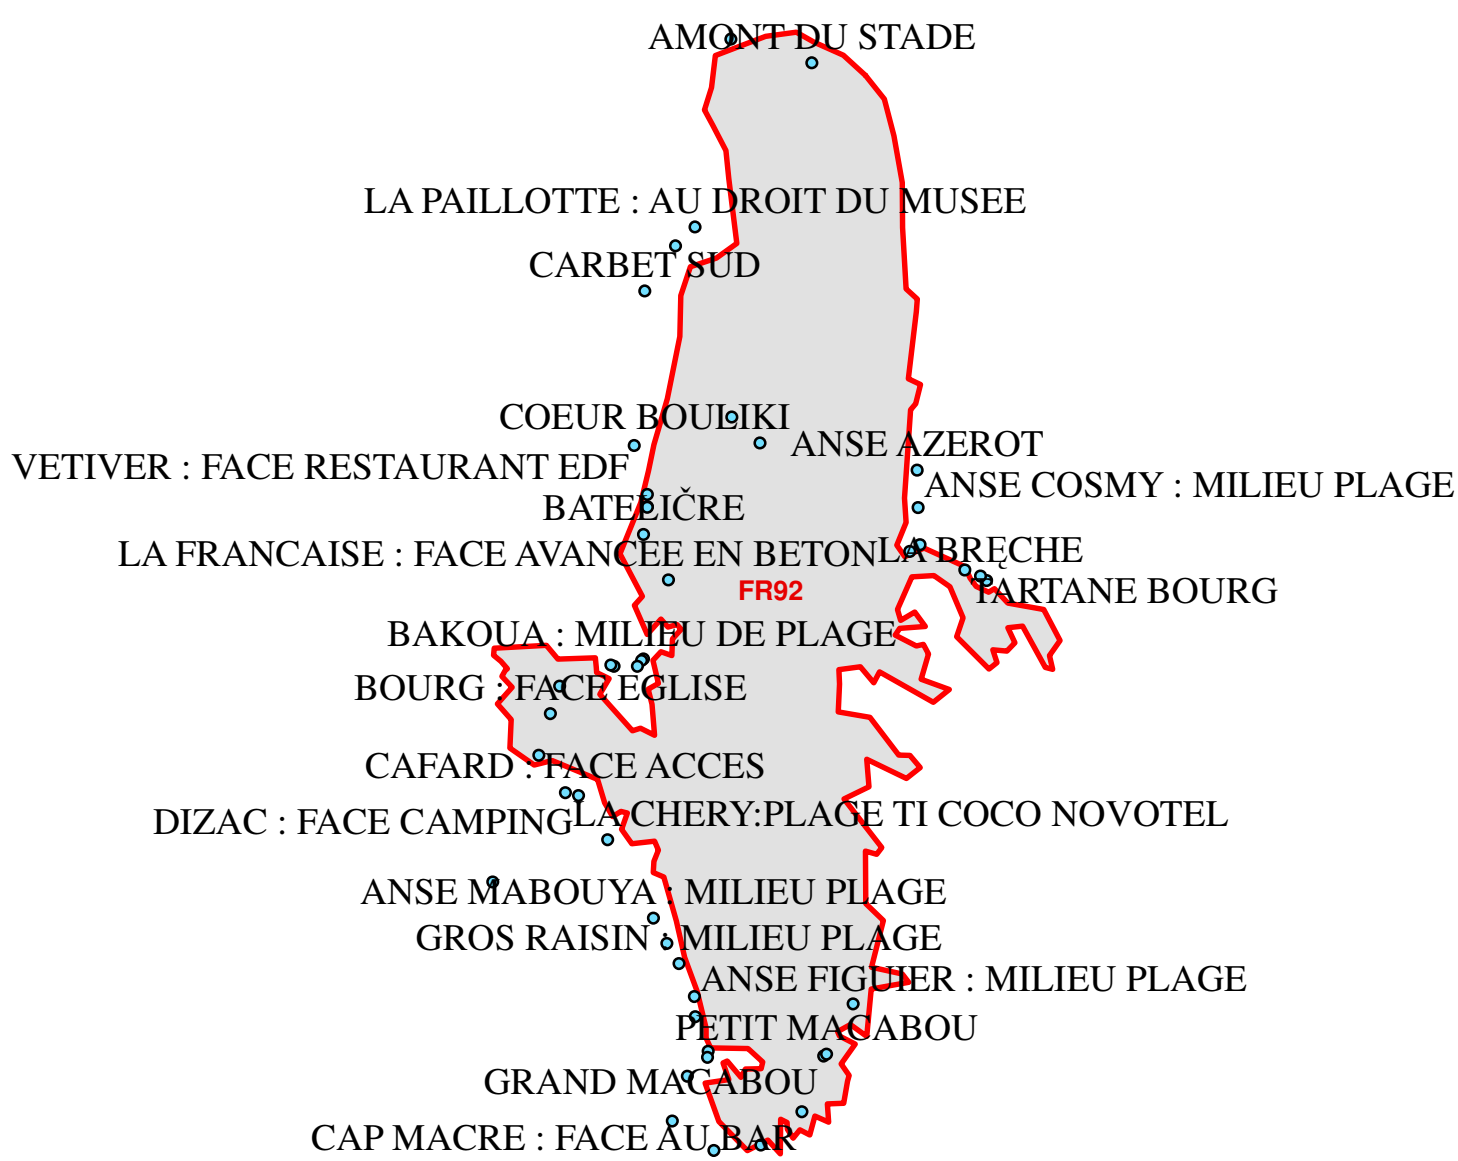 AMONT DU STADE
LA PAILLOTTE : AU DROIT DU MUSEE
CARBET SUD
COEUR BOULIKI
ANSE AZEROT
VETIVER : FACE RESTAURANT EDF
ANSE COSMY : MILIEU PLAGE
BATELIČRE
LA FRANCAISE : FACE AVANCEE EN BETON
LA BRĘCHE
FR92
TARTANE BOURG
BAKOUA : MILIEU DE PLAGE
BOURG : FACE EGLISE
CAFARD : FACE ACCES
DIZAC : FACE CAMPING
LA CHERY:PLAGE TI COCO NOVOTEL
ANSE MABOUYA : MILIEU PLAGE
GROS RAISIN : MILIEU PLAGE
ANSE FIGUIER : MILIEU PLAGE
PETIT MACABOU
GRAND MACABOU
CAP MACRE : FACE AU BAR